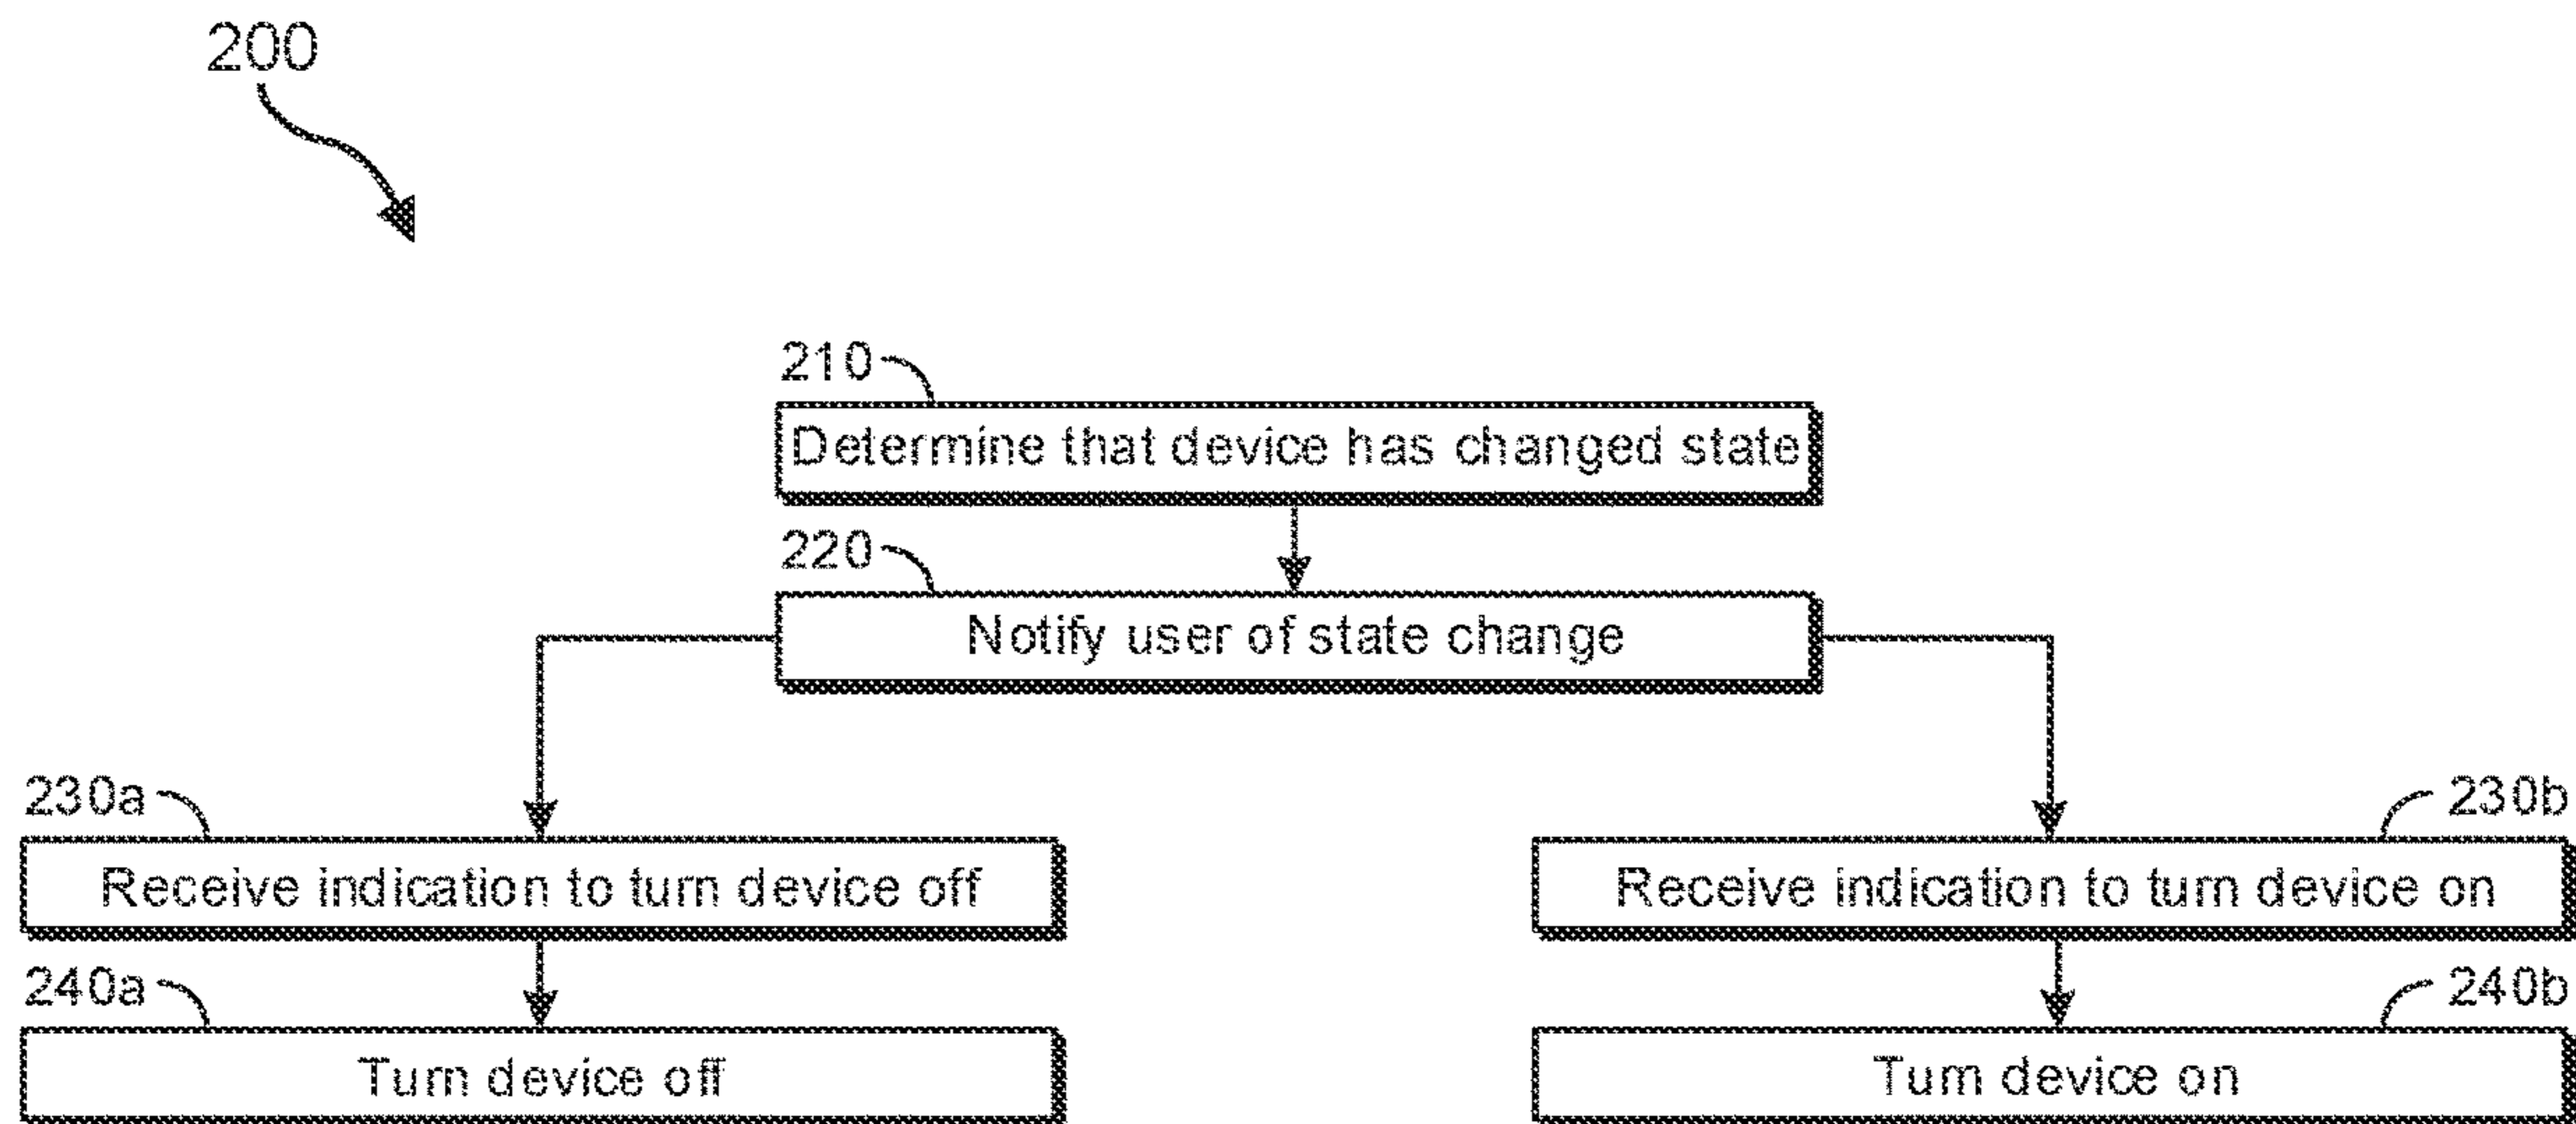 200
210
Determine that device has changed state
220
Notify user of state change
230a
Receive indication to turn device off
230b
Receive indication to turn device on
240a
Turn device off
240b
Turn device on